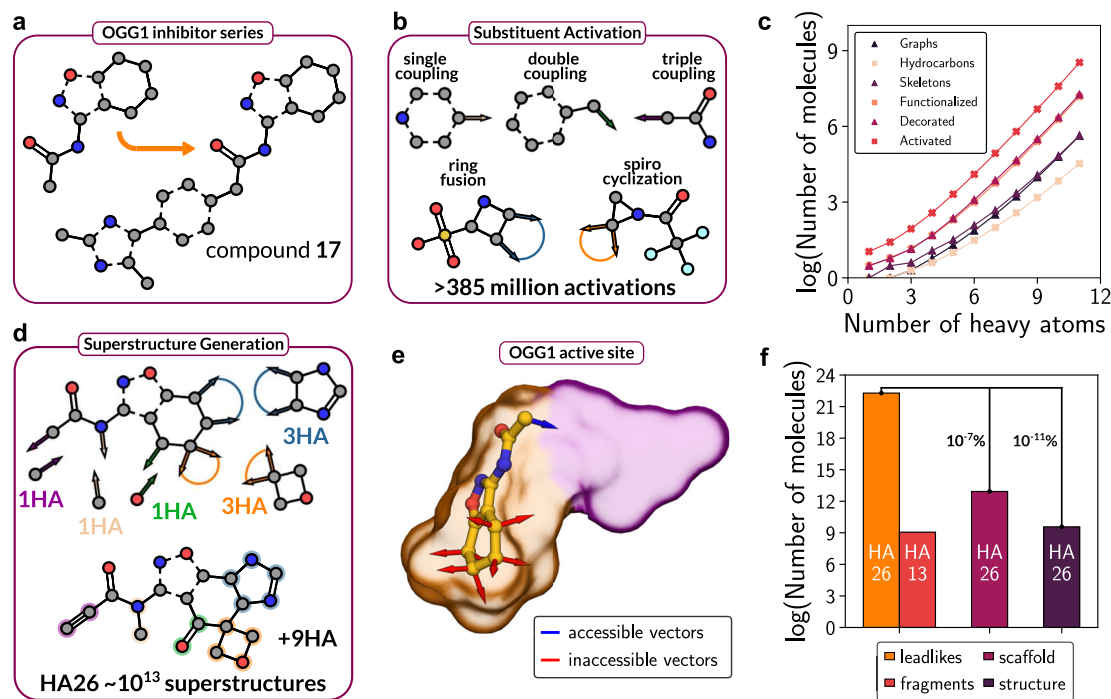 a
OGG1 inhibitor series
compound 17
b
Substituent Activation
single
coupling
double
coupling
triple
coupling
ring
fusion
spiro
cyclization
>385 million activations
c
log(Number of molecules)
9
6
3
0
Graphs
Hydrocarbons
Skeletons
Functionalized
Decorated
Activated
0 3 6 9 12
Number of heavy atoms
d
Superstructure Generation
3HA
1HA
1HA
1HA
3HA
+9HA
HA26 ~10¹³ superstructures
e
OGG1 active site
accessible vectors
inaccessible vectors
f
log(Number of molecules)
24
21
18
15
12
9
6
3
0
10⁻⁷%
10⁻¹¹%
HA
26
HA
13
HA
26
HA
26
leadlikes
scaffold
fragments
structure